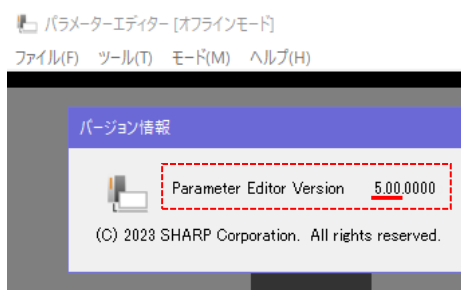 パラメーターエディター [オフラインモード]
ファイル(F) ツール(T) モード(M) ヘルプ(H)
バージョン情報
Parameter Editor Version 5.00.0000
(C) 2023 SHARP Corporation. All rights reserved.